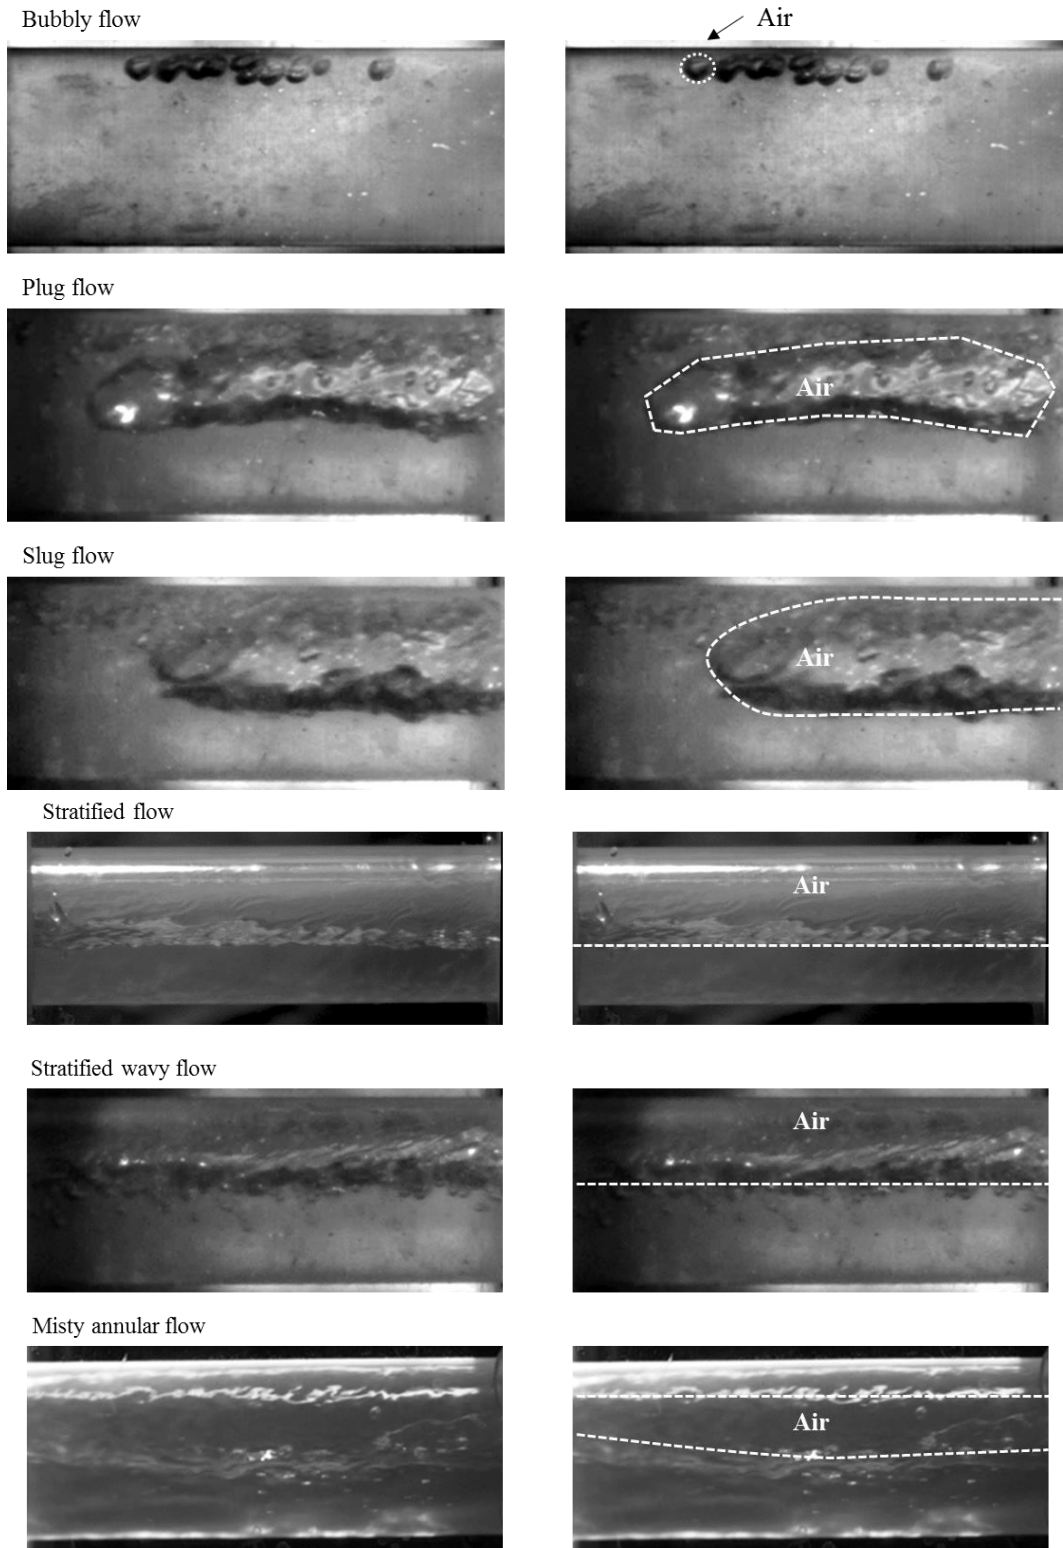 Bubbly flow
Air
Plug flow
Air
Slug flow
Air
Stratified flow
Air
Stratified wavy flow
Air
Misty annular flow
Air